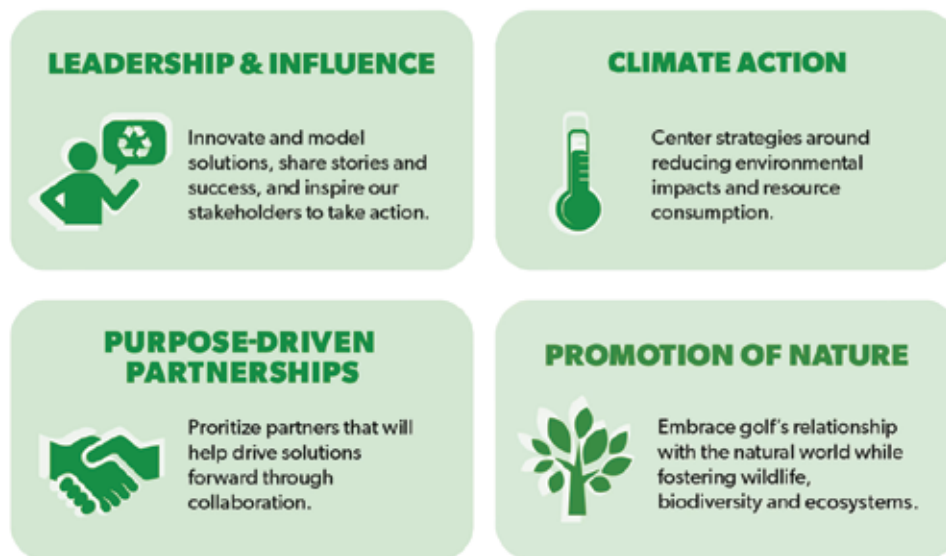 LEADERSHIP & INFLUENCE
Innovate and model
solutions, share stories and
success, and inspire our
stakeholders to take action.
CLIMATE ACTION
Center strategies around
reducing environmental
impacts and resource
consumption.
PURPOSE-DRIVEN
PARTNERSHIPS
Prioritize partners that will
help drive solutions
forward through
collaboration.
PROMOTION OF NATURE
Embrace golf's relationship
with the natural world while
fostering wildlife,
biodiversity and ecosystems.